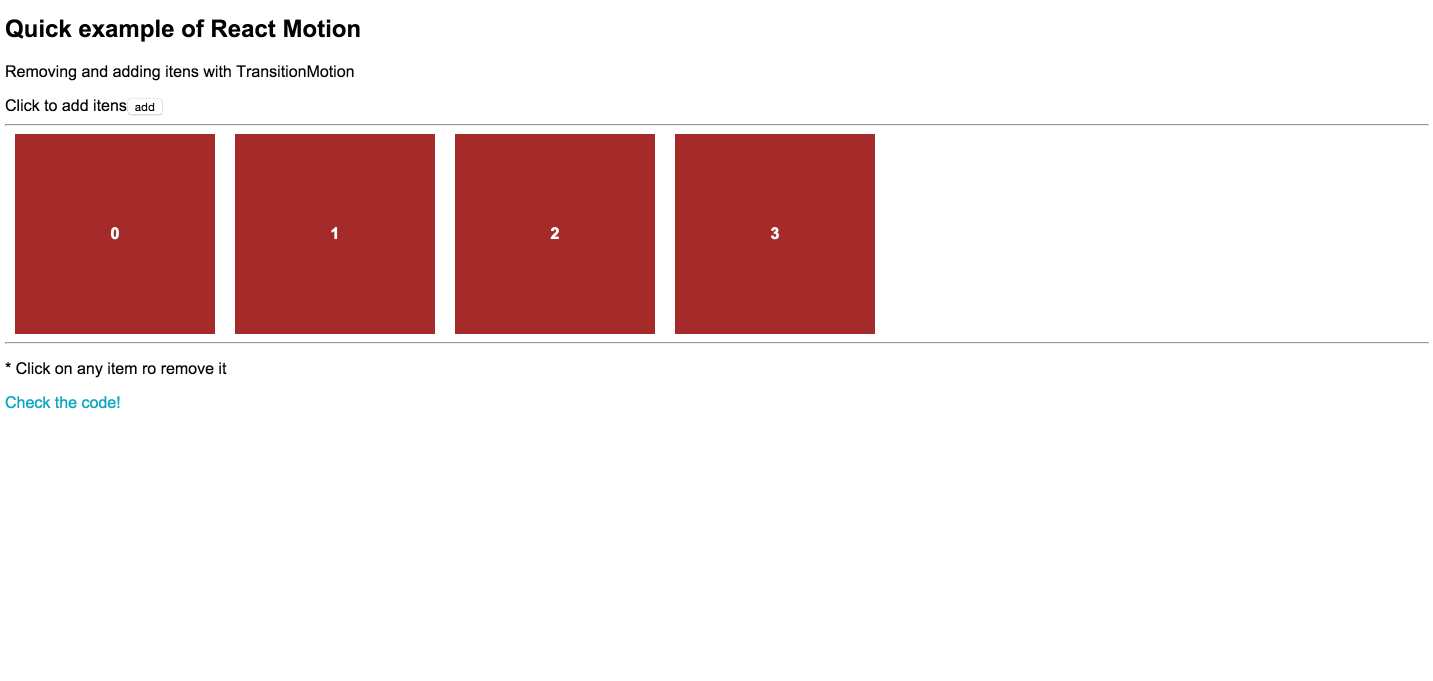 Quick example of React Motion
Removing and adding itens with TransitionMotion
Click to add itens add
0 1 2 3
* Click on any item ro remove it
Check the code!